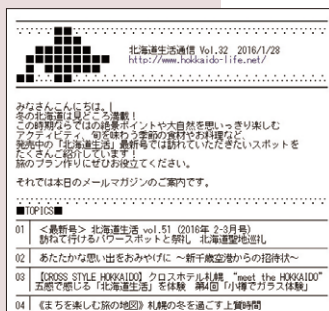 北海道生活通信 Vol.32 2016/1/28
http://www.hokkaido-life.net/
みなさんこんにちは。
冬の北海道は見どころ満載！
この時期ならではの絶景ポイントや大自然を思いっきり楽しむ
アクティビティ、旬を味わう季節の食材やお料理など、
発売中の「北海道生活」最新号では訪れていただきたいスポットを
たくさんご紹介しています！
旅のプラン作りにぜひお役立てください。
それでは本日のメールマガジンのご案内です。
■TOPICS■
01 ＜最新号＞ 北海道生活 vol.51 (2016年 2-3月号)
訪ねて行けるパワースポットと祭礼 北海道聖地巡礼
02 あたたかな思い出をおみやげに ～新千歳空港からの招待状～
03 【CROSS STYLE HOKKAIDO】クロスホテル札幌 “meet the HOKKAIDO”
五感で感じる「北海道生活」を体験 第4回「小樽でガラス体験」
04 《まちを楽しむ旅の地図》札幌の冬を過ごす上質時間